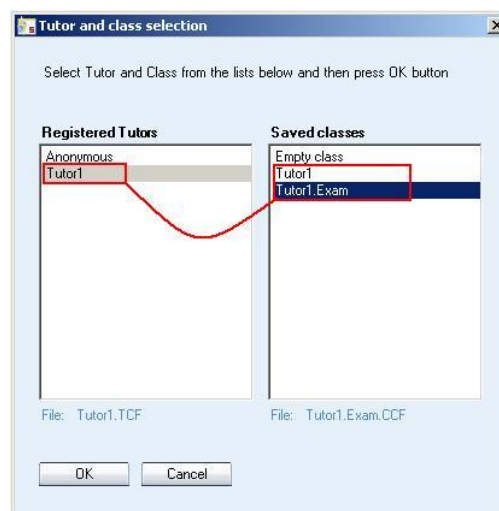 Tutor and class selection
Select Tutor and Class from the lists below and then press OK button
Registered Tutors
Saved classes
Anonymous
Tutor1
Empty class
Tutor1
Tutor1.Exam
File: Tutor1.TCF
File: Tutor1.Exam.CCF
OK
Cancel